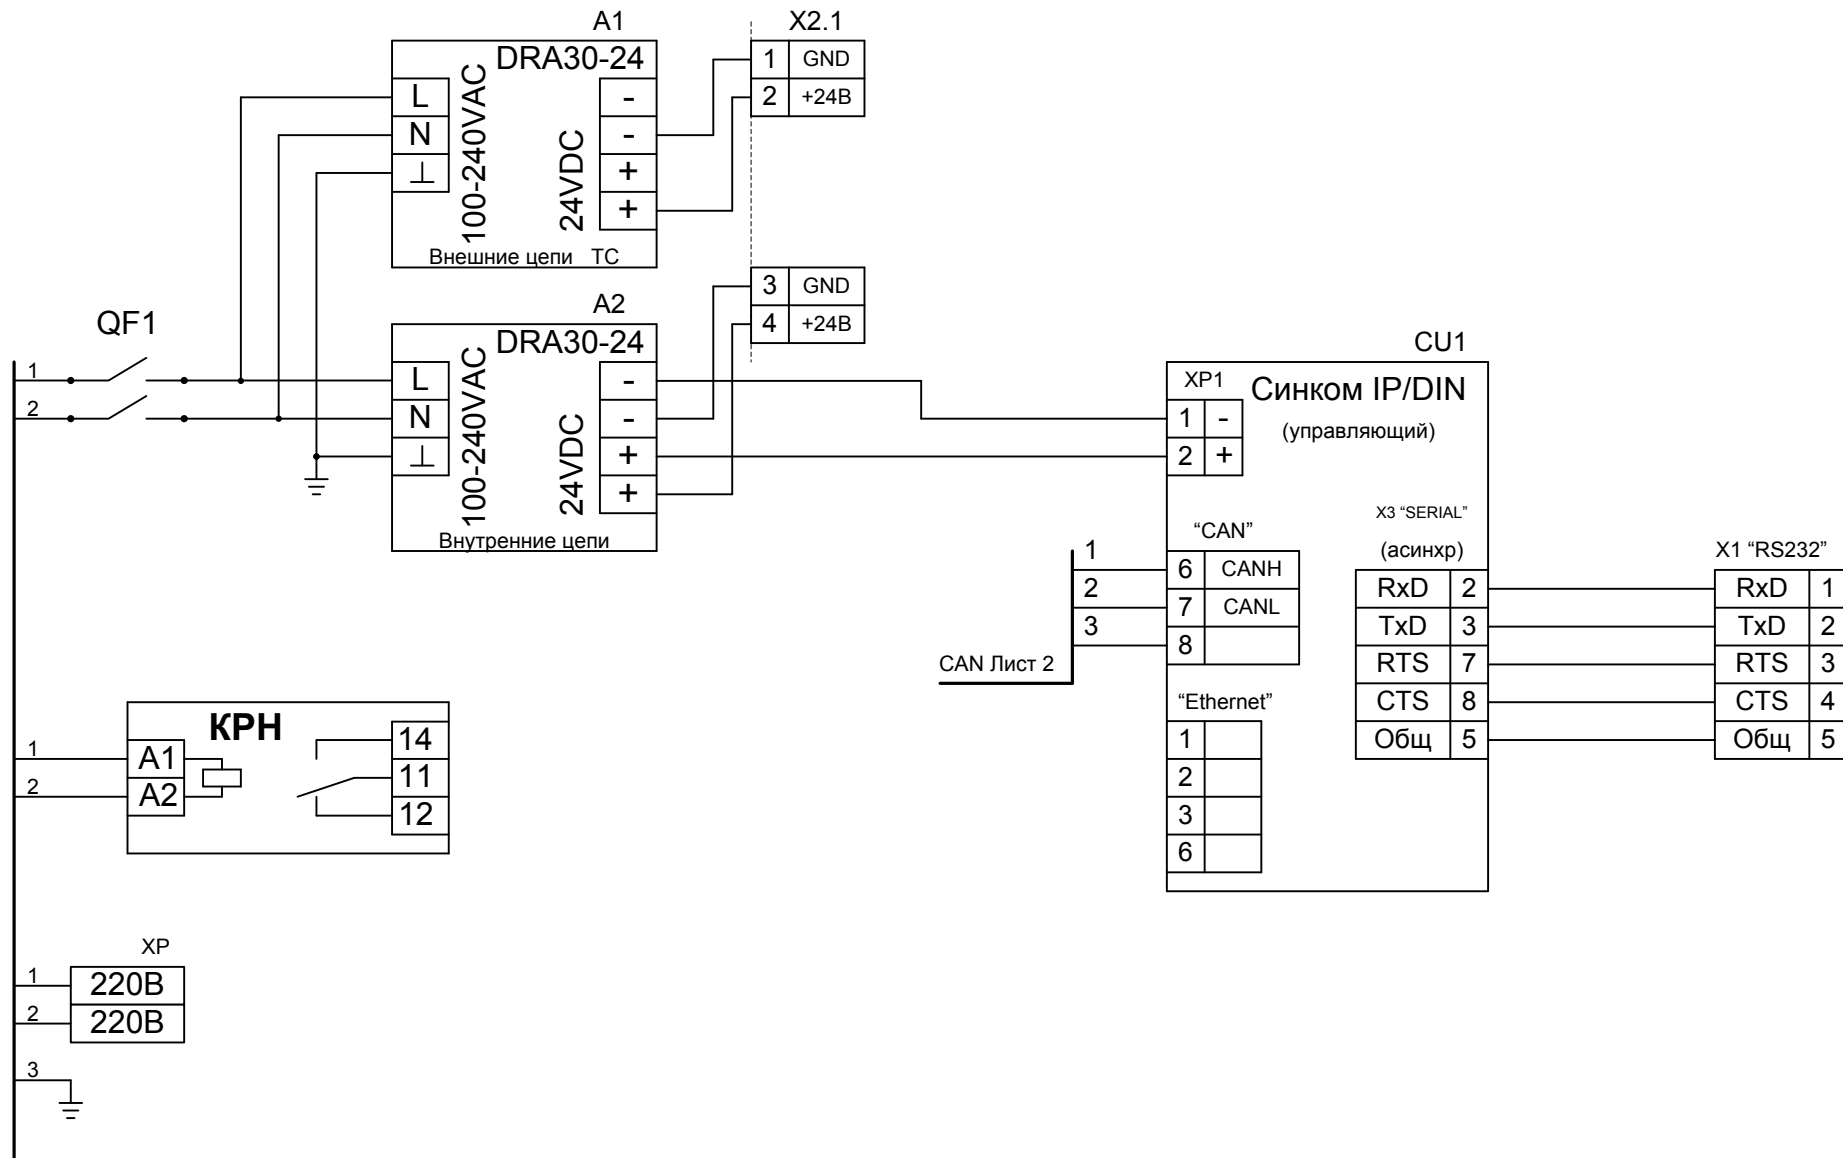 A1
DRA30-24
L
N
⊥
100-240VAC
24VDC
-
-
+
+
Внешние цепи ТС
X2.1
1 GND
2 +24В
3 GND
4 +24В
QF1
1
2
A2
DRA30-24
L
N
⊥
100-240VAC
24VDC
-
-
+
+
Внутренние цепи
CU1
XP1
Синком IP/DIN
(управляющий)
1 -
2 +
“CAN”
1
2
3
6 CANH
7 CANL
8
CAN Лист 2
“Ethernet”
1
2
3
6
X3 “SERIAL”
(асинхр)
RxD 2
TxD 3
RTS 7
CTS 8
Общ 5
X1 “RS232”
RxD 1
TxD 2
RTS 3
CTS 4
Общ 5
1
2
КРН
A1
A2
14
11
12
XP
1 220В
2 220В
3